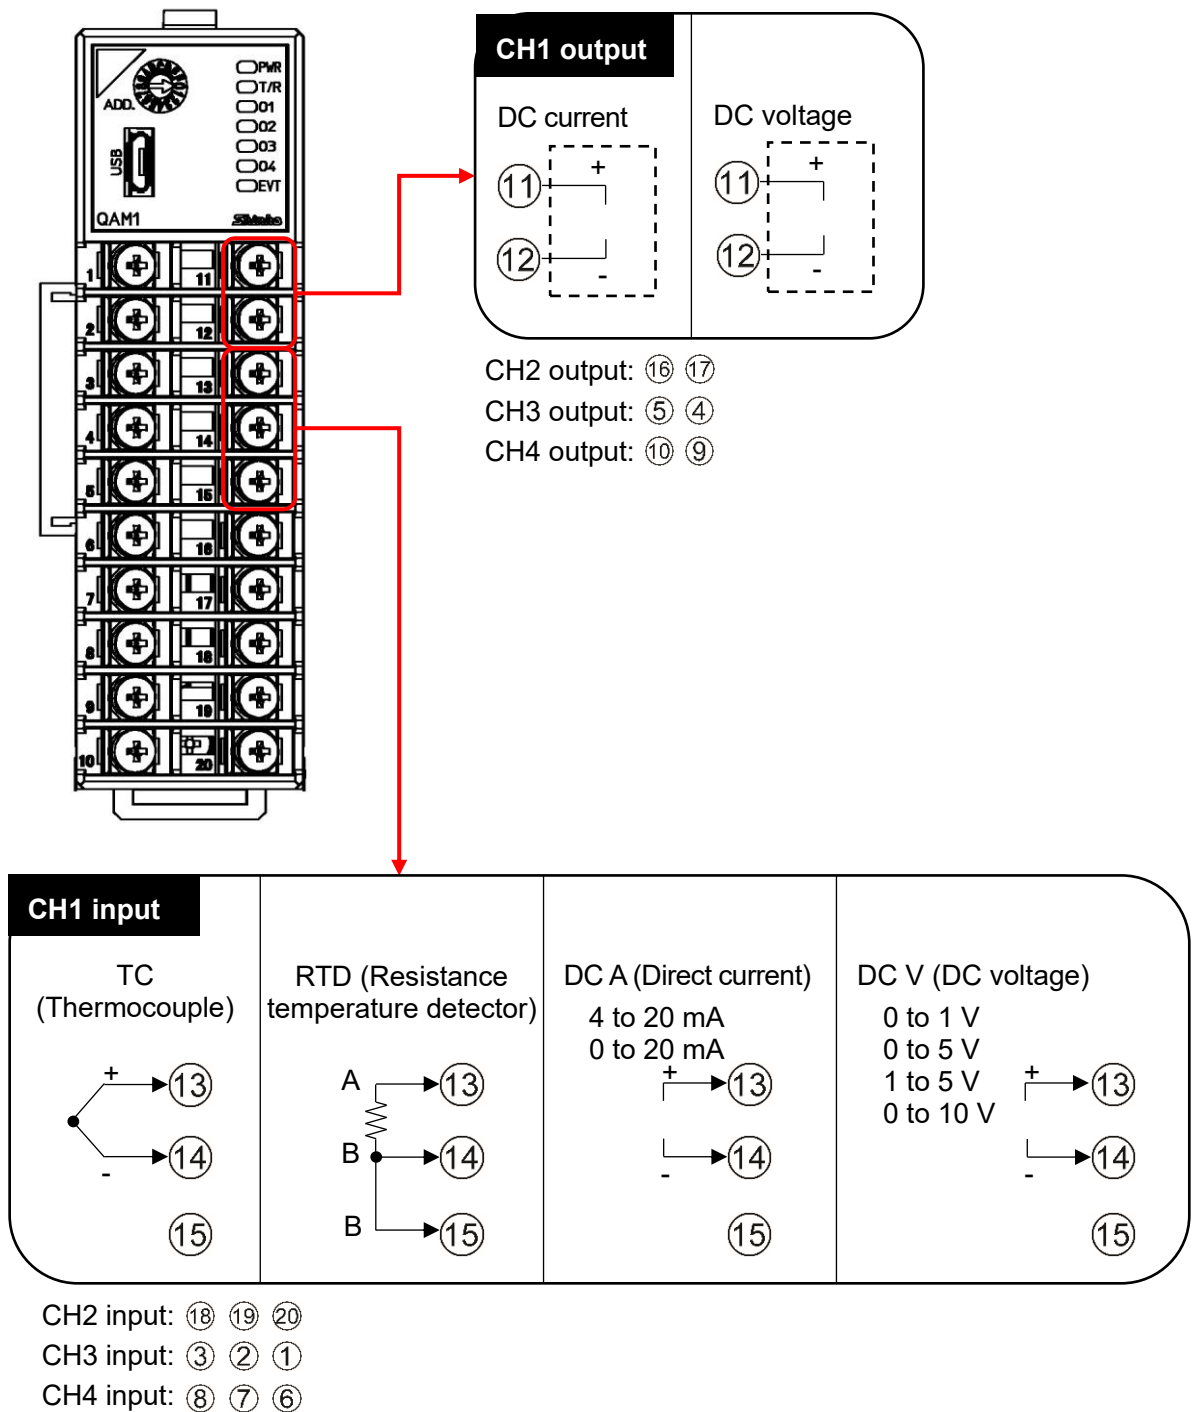 ADD.
PWR
T/R
O1
O2
O3
O4
EVT
USB
QAM1
Shinko
1 11
2 12
3 13
4 14
5 15
6 16
7 17
8 18
9 19
10 20
CH1 output
DC current
+
⑪
⑫
-
DC voltage
+
⑪
⑫
-
CH2 output: ⑯ ⑰
CH3 output: ⑤ ④
CH4 output: ⑩ ⑨
CH1 input
TC
(Thermocouple)
+ ⑬
- ⑭
⑮
RTD (Resistance
temperature detector)
A ⑬
B ⑭
B ⑮
DC A (Direct current)
4 to 20 mA
0 to 20 mA
+ ⑬
- ⑭
⑮
DC V (DC voltage)
0 to 1 V
0 to 5 V
1 to 5 V
0 to 10 V
+ ⑬
- ⑭
⑮
CH2 input: ⑱ ⑲ ⑳
CH3 input: ③ ② ①
CH4 input: ⑧ ⑦ ⑥